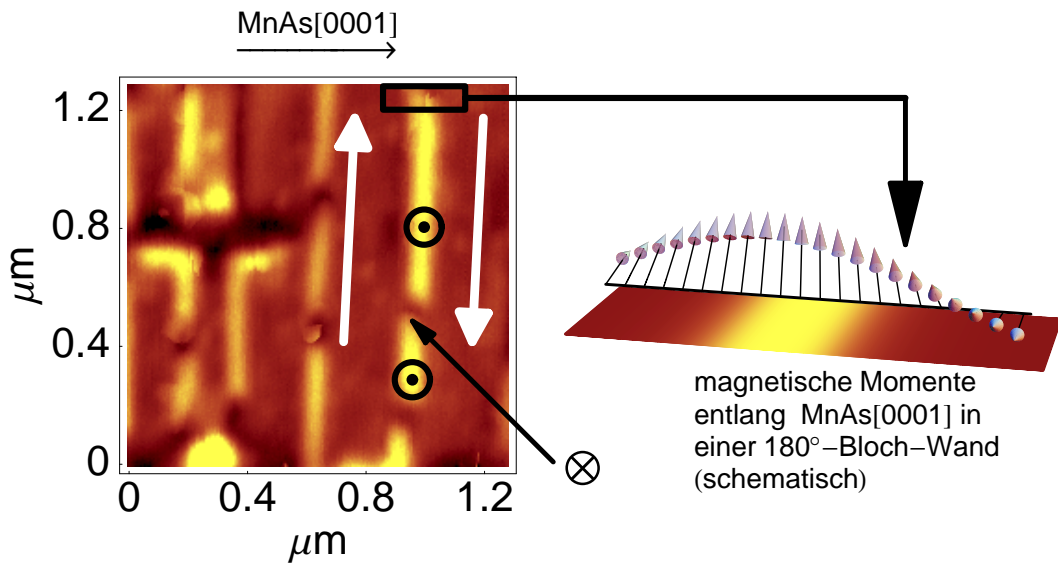 MnAs[0001]
1.2
0.8
0.4
0
μm
0
0.4
0.8
1.2
μm
magnetische Momente
entlang MnAs[0001] in
einer 180°−Bloch−Wand
(schematisch)